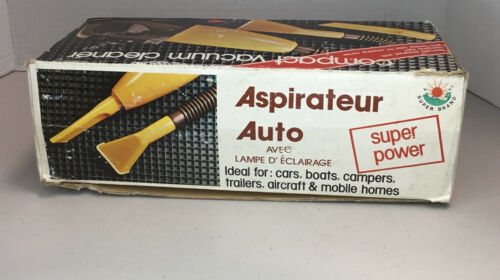 compact vacuum cleaner
Aspirateur
Auto
AVEC
LAMPE D'ÉCLAIRAGE
super
power
SUPER BRAND
Ideal for: cars, boats, campers,
trailers, aircraft & mobile homes